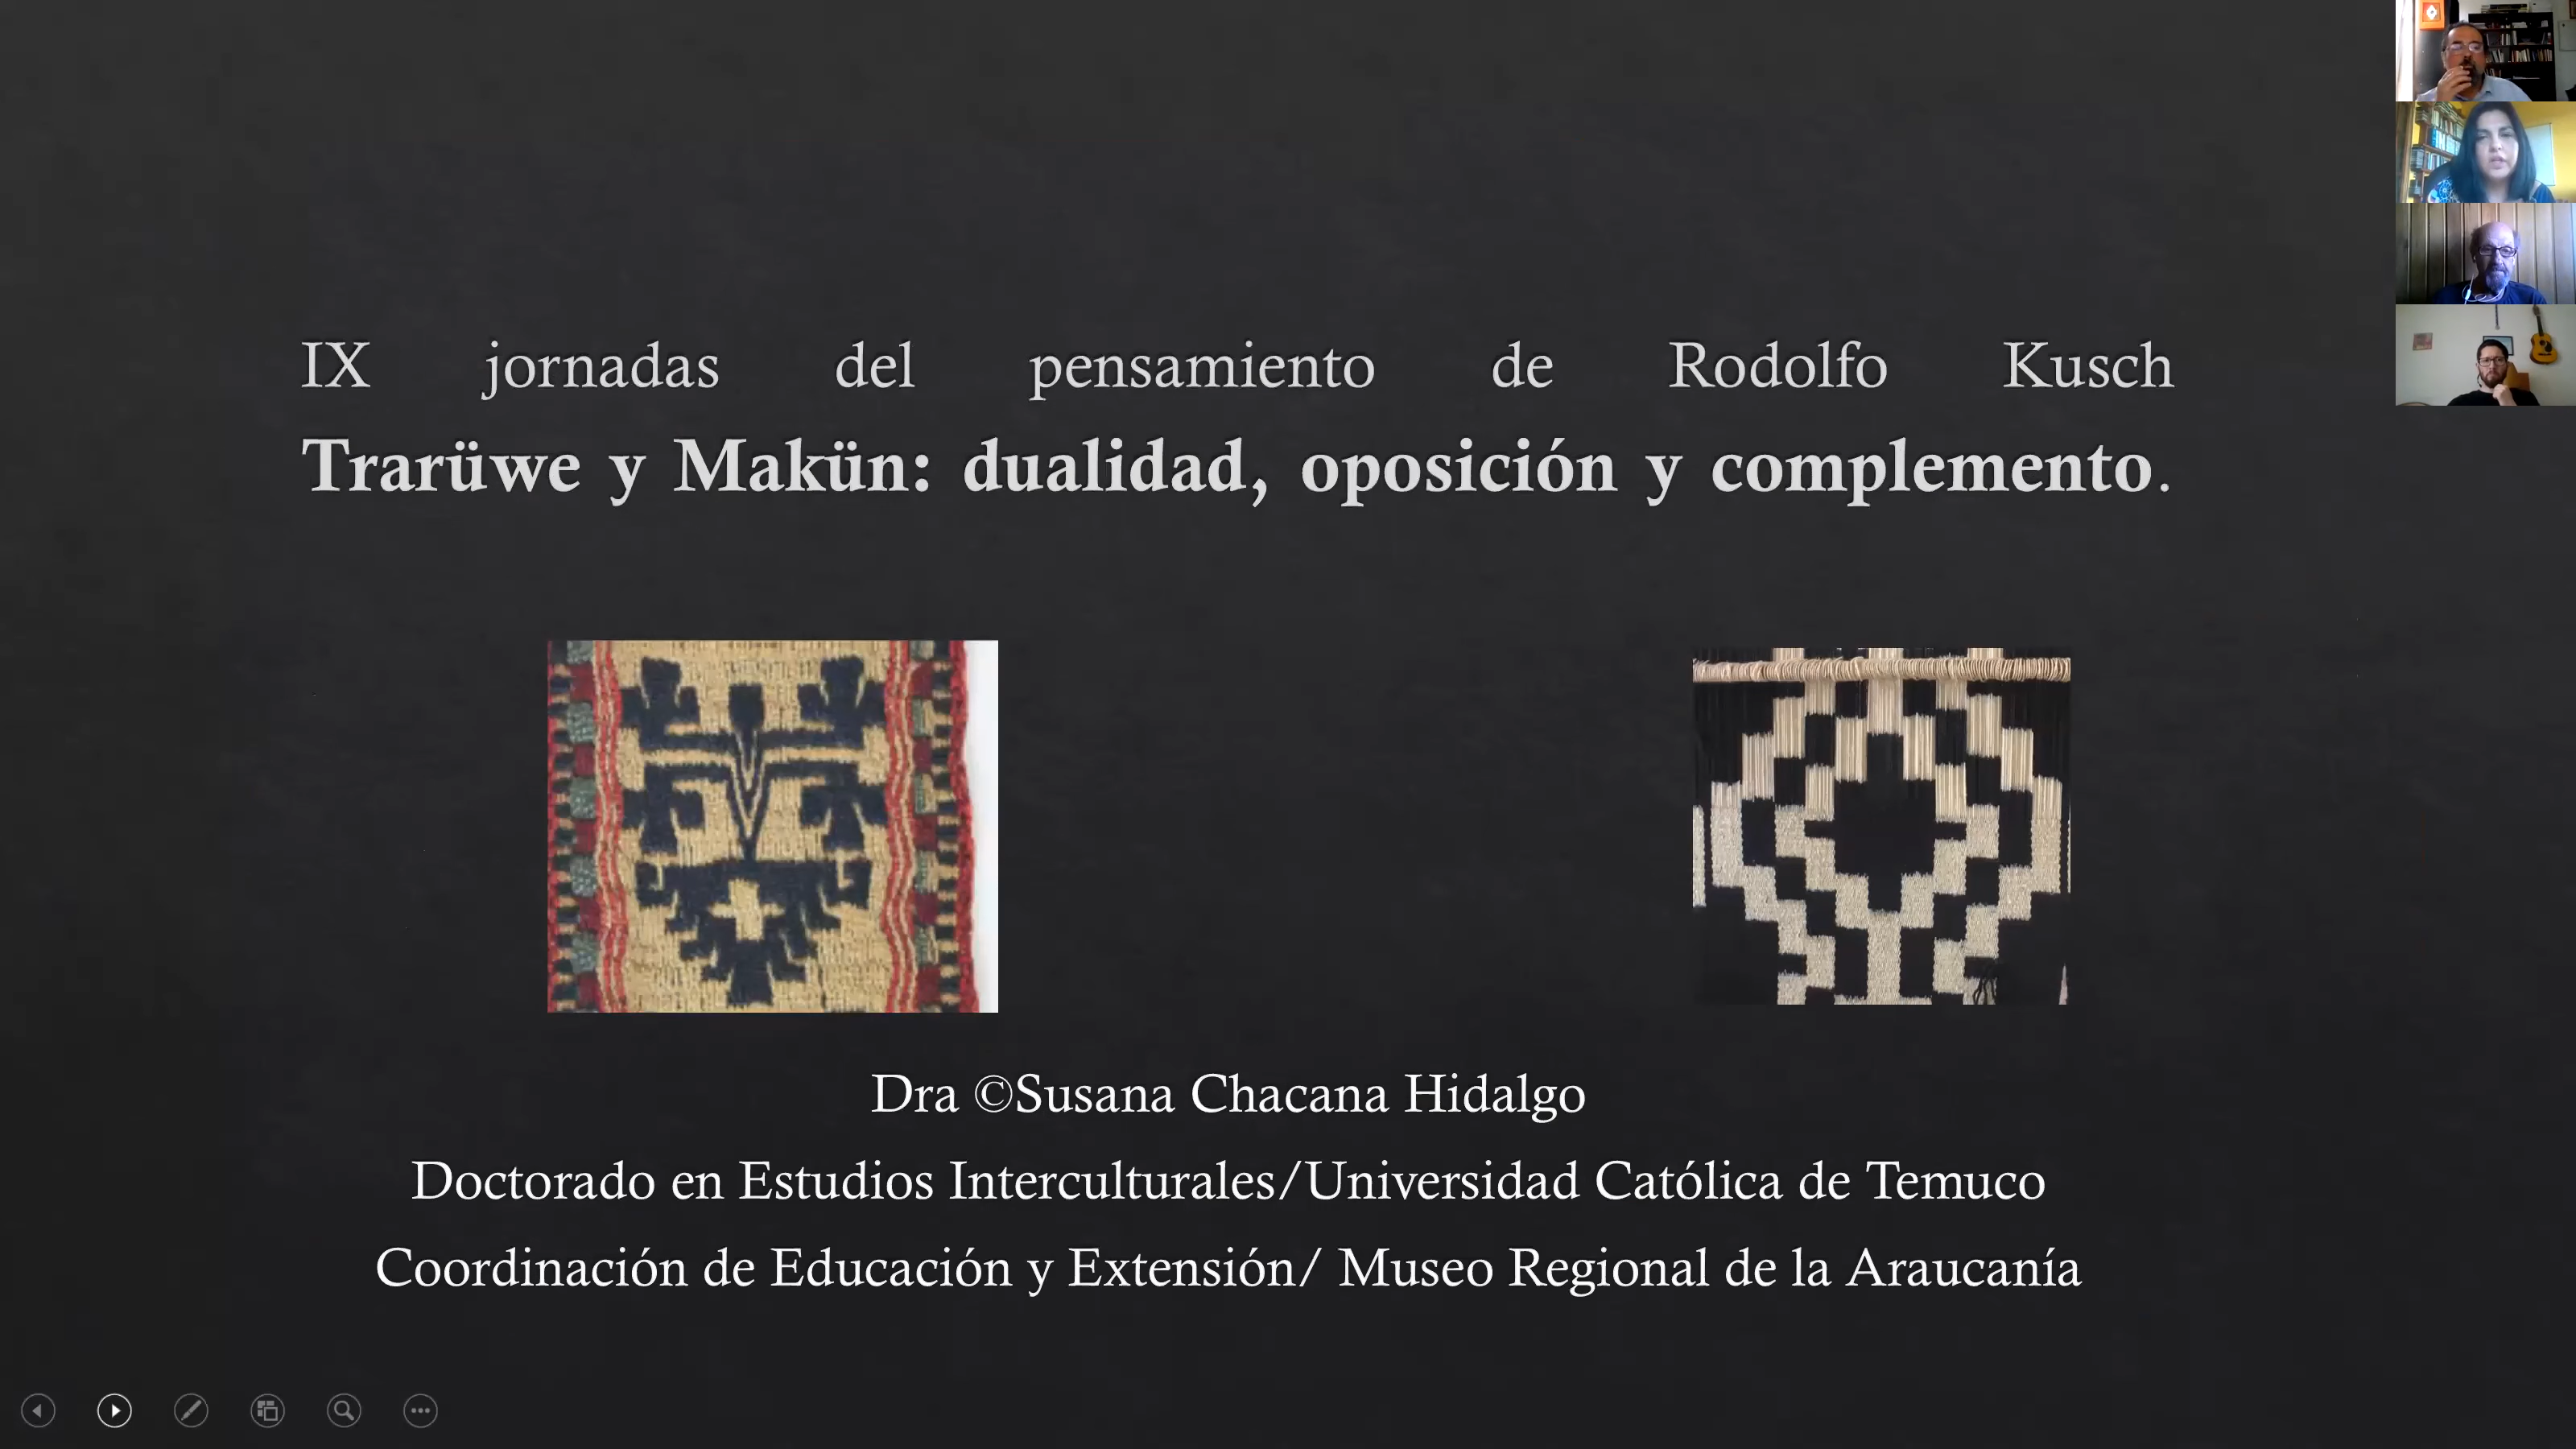 IX jornadas del pensamiento de Rodolfo Kusch
Trarüwe y Makün: dualidad, oposición y complemento.
Dra ©Susana Chacana Hidalgo
Doctorado en Estudios Interculturales/Universidad Católica de Temuco
Coordinación de Educación y Extensión/ Museo Regional de la Araucanía